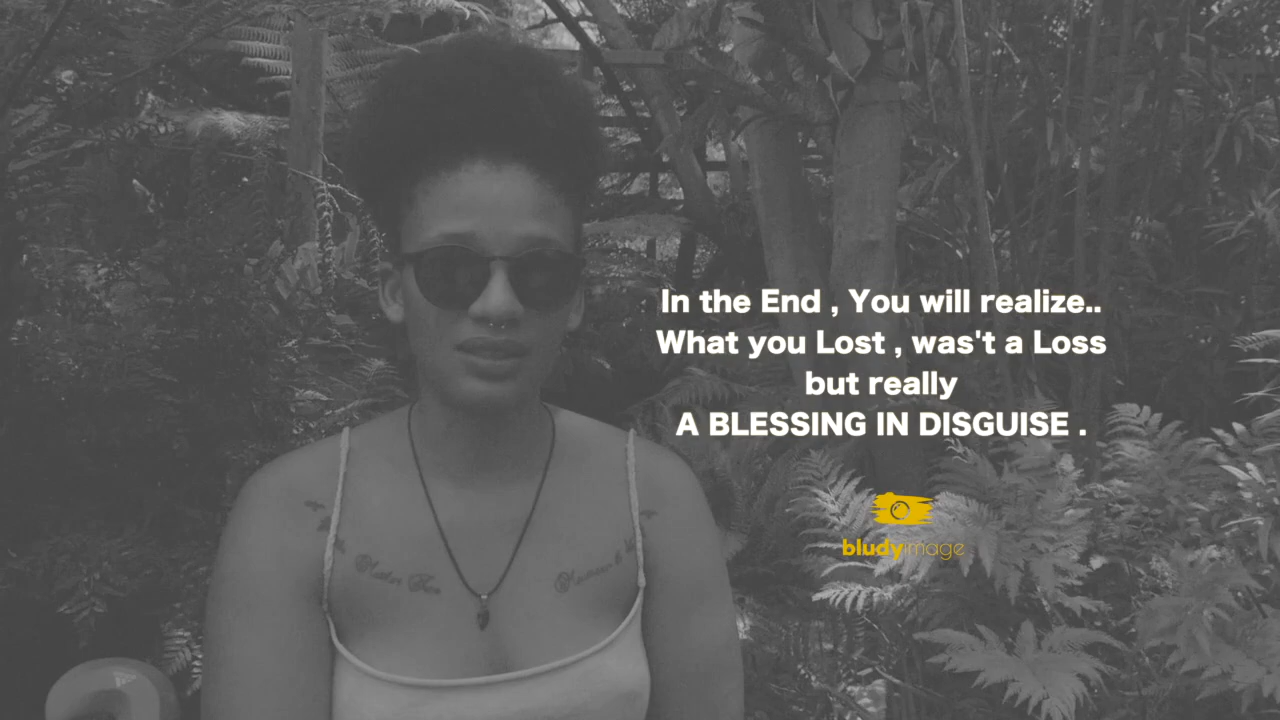 In the End , You will realize..
What you Lost , was't a Loss
but really
A BLESSING IN DISGUISE .
bludyimage